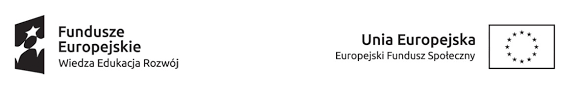 Fundusze
Europejskie
Wiedza Edukacja Rozwój
Unia Europejska
Europejski Fundusz Społeczny